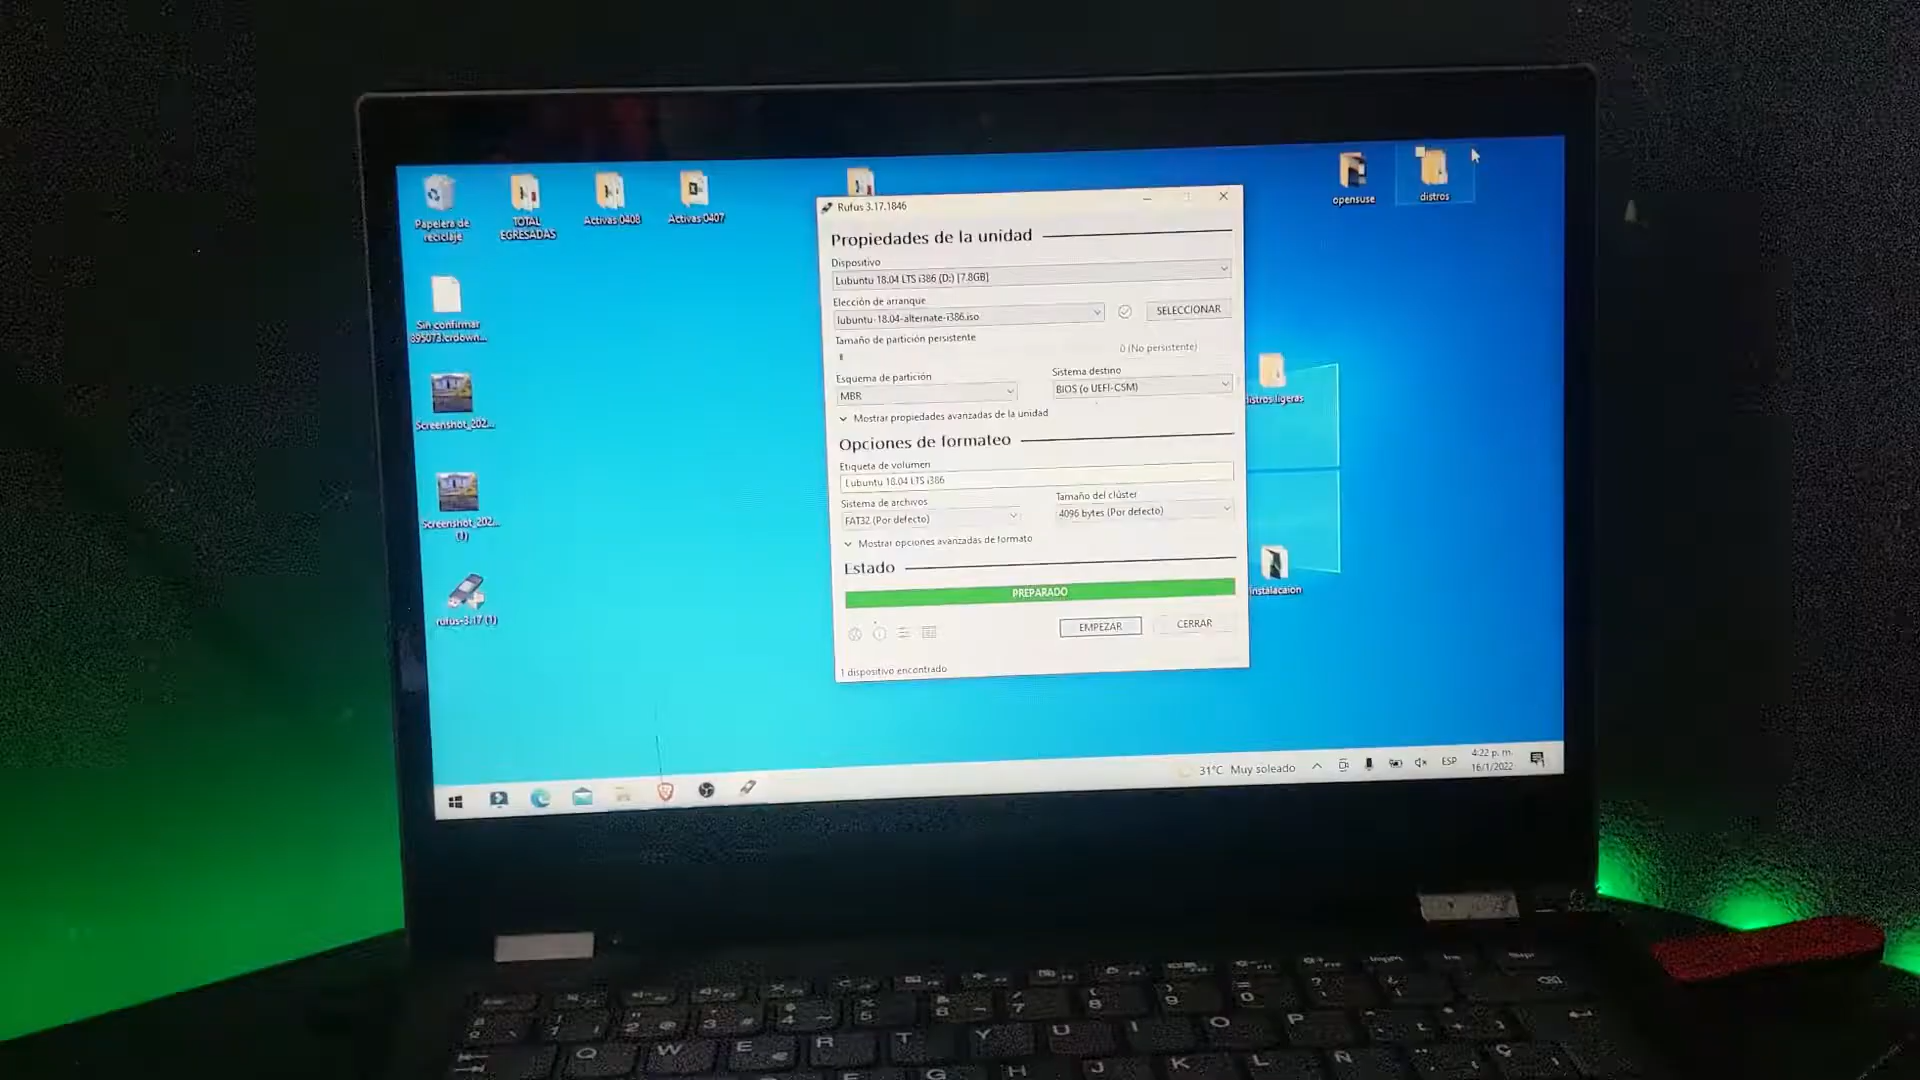 Papelera de
reciclaje
TOTAL
EGRESADAS
Activas 0408
Activas 0407
opensuse
distros
Sin confirmar
895073.crdown...
Screenshot_202...
Screenshot_202...
(1)
rufus-3.17 (1)
Rufus 3.17.1846
Propiedades de la unidad
Dispositivo
Lubuntu 18.04 LTS i386 (D:) [7.8GB]
Elección de arranque
lubuntu-18.04-alternate-i386.iso
SELECCIONAR
Tamaño de partición persistente
0 (No persistente)
Esquema de partición
Sistema destino
MBR
BIOS (o UEFI-CSM)
Mostrar propiedades avanzadas de la unidad
Opciones de formateo
Etiqueta de volumen
Lubuntu 18.04 LTS i386
Sistema de archivos
Tamaño del clúster
FAT32 (Por defecto)
4096 bytes (Por defecto)
Mostrar opciones avanzadas de formato
Estado
PREPARADO
EMPEZAR
CERRAR
1 dispositivo encontrado
distros ligeras
instalacaion
31°C Muy soleado
ESP
4:22 p. m.
16/1/2022
Q W E R T Y U I O P
G H J K L Ñ